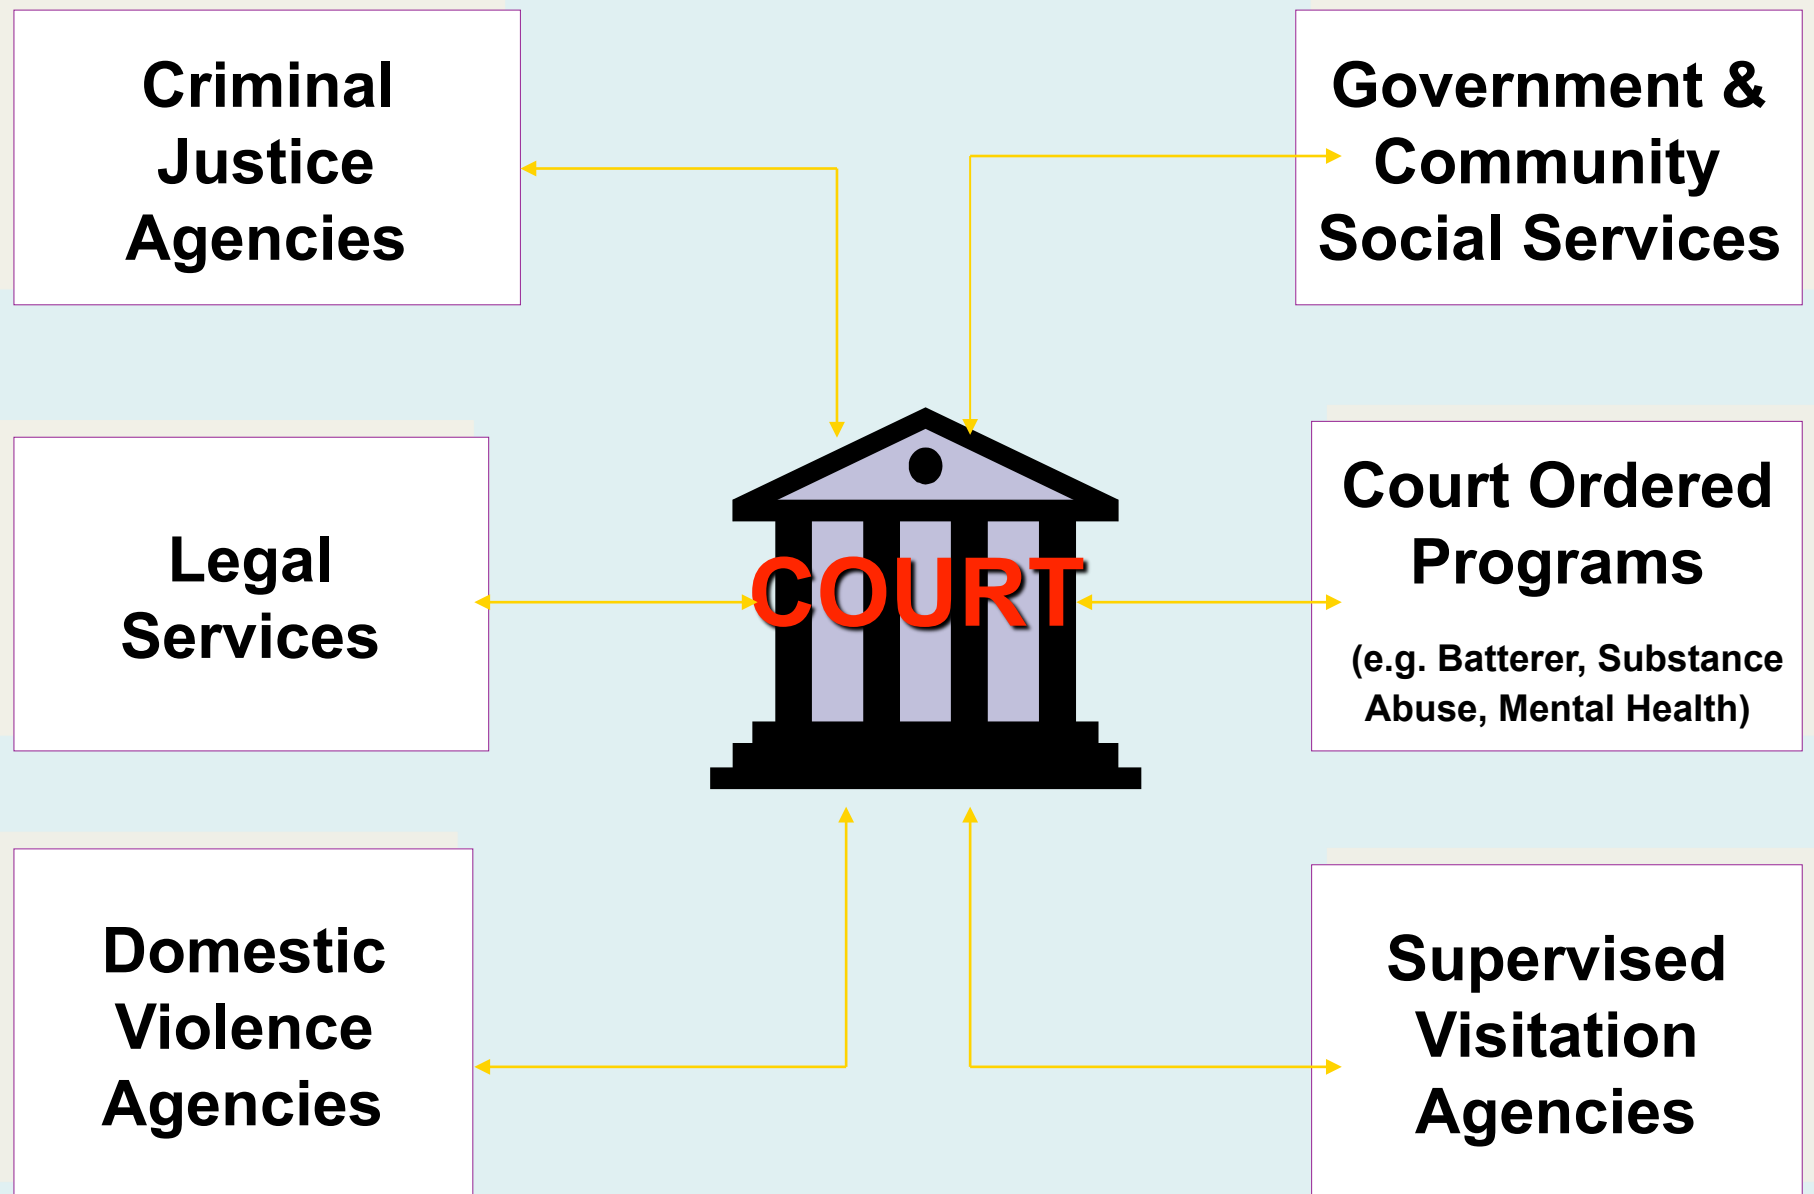 Criminal
Justice
Agencies
Government &
Community
Social Services
Legal
Services
COURT
Court Ordered
Programs
(e.g. Batterer, Substance
Abuse, Mental Health)
Domestic
Violence
Agencies
Supervised
Visitation
Agencies